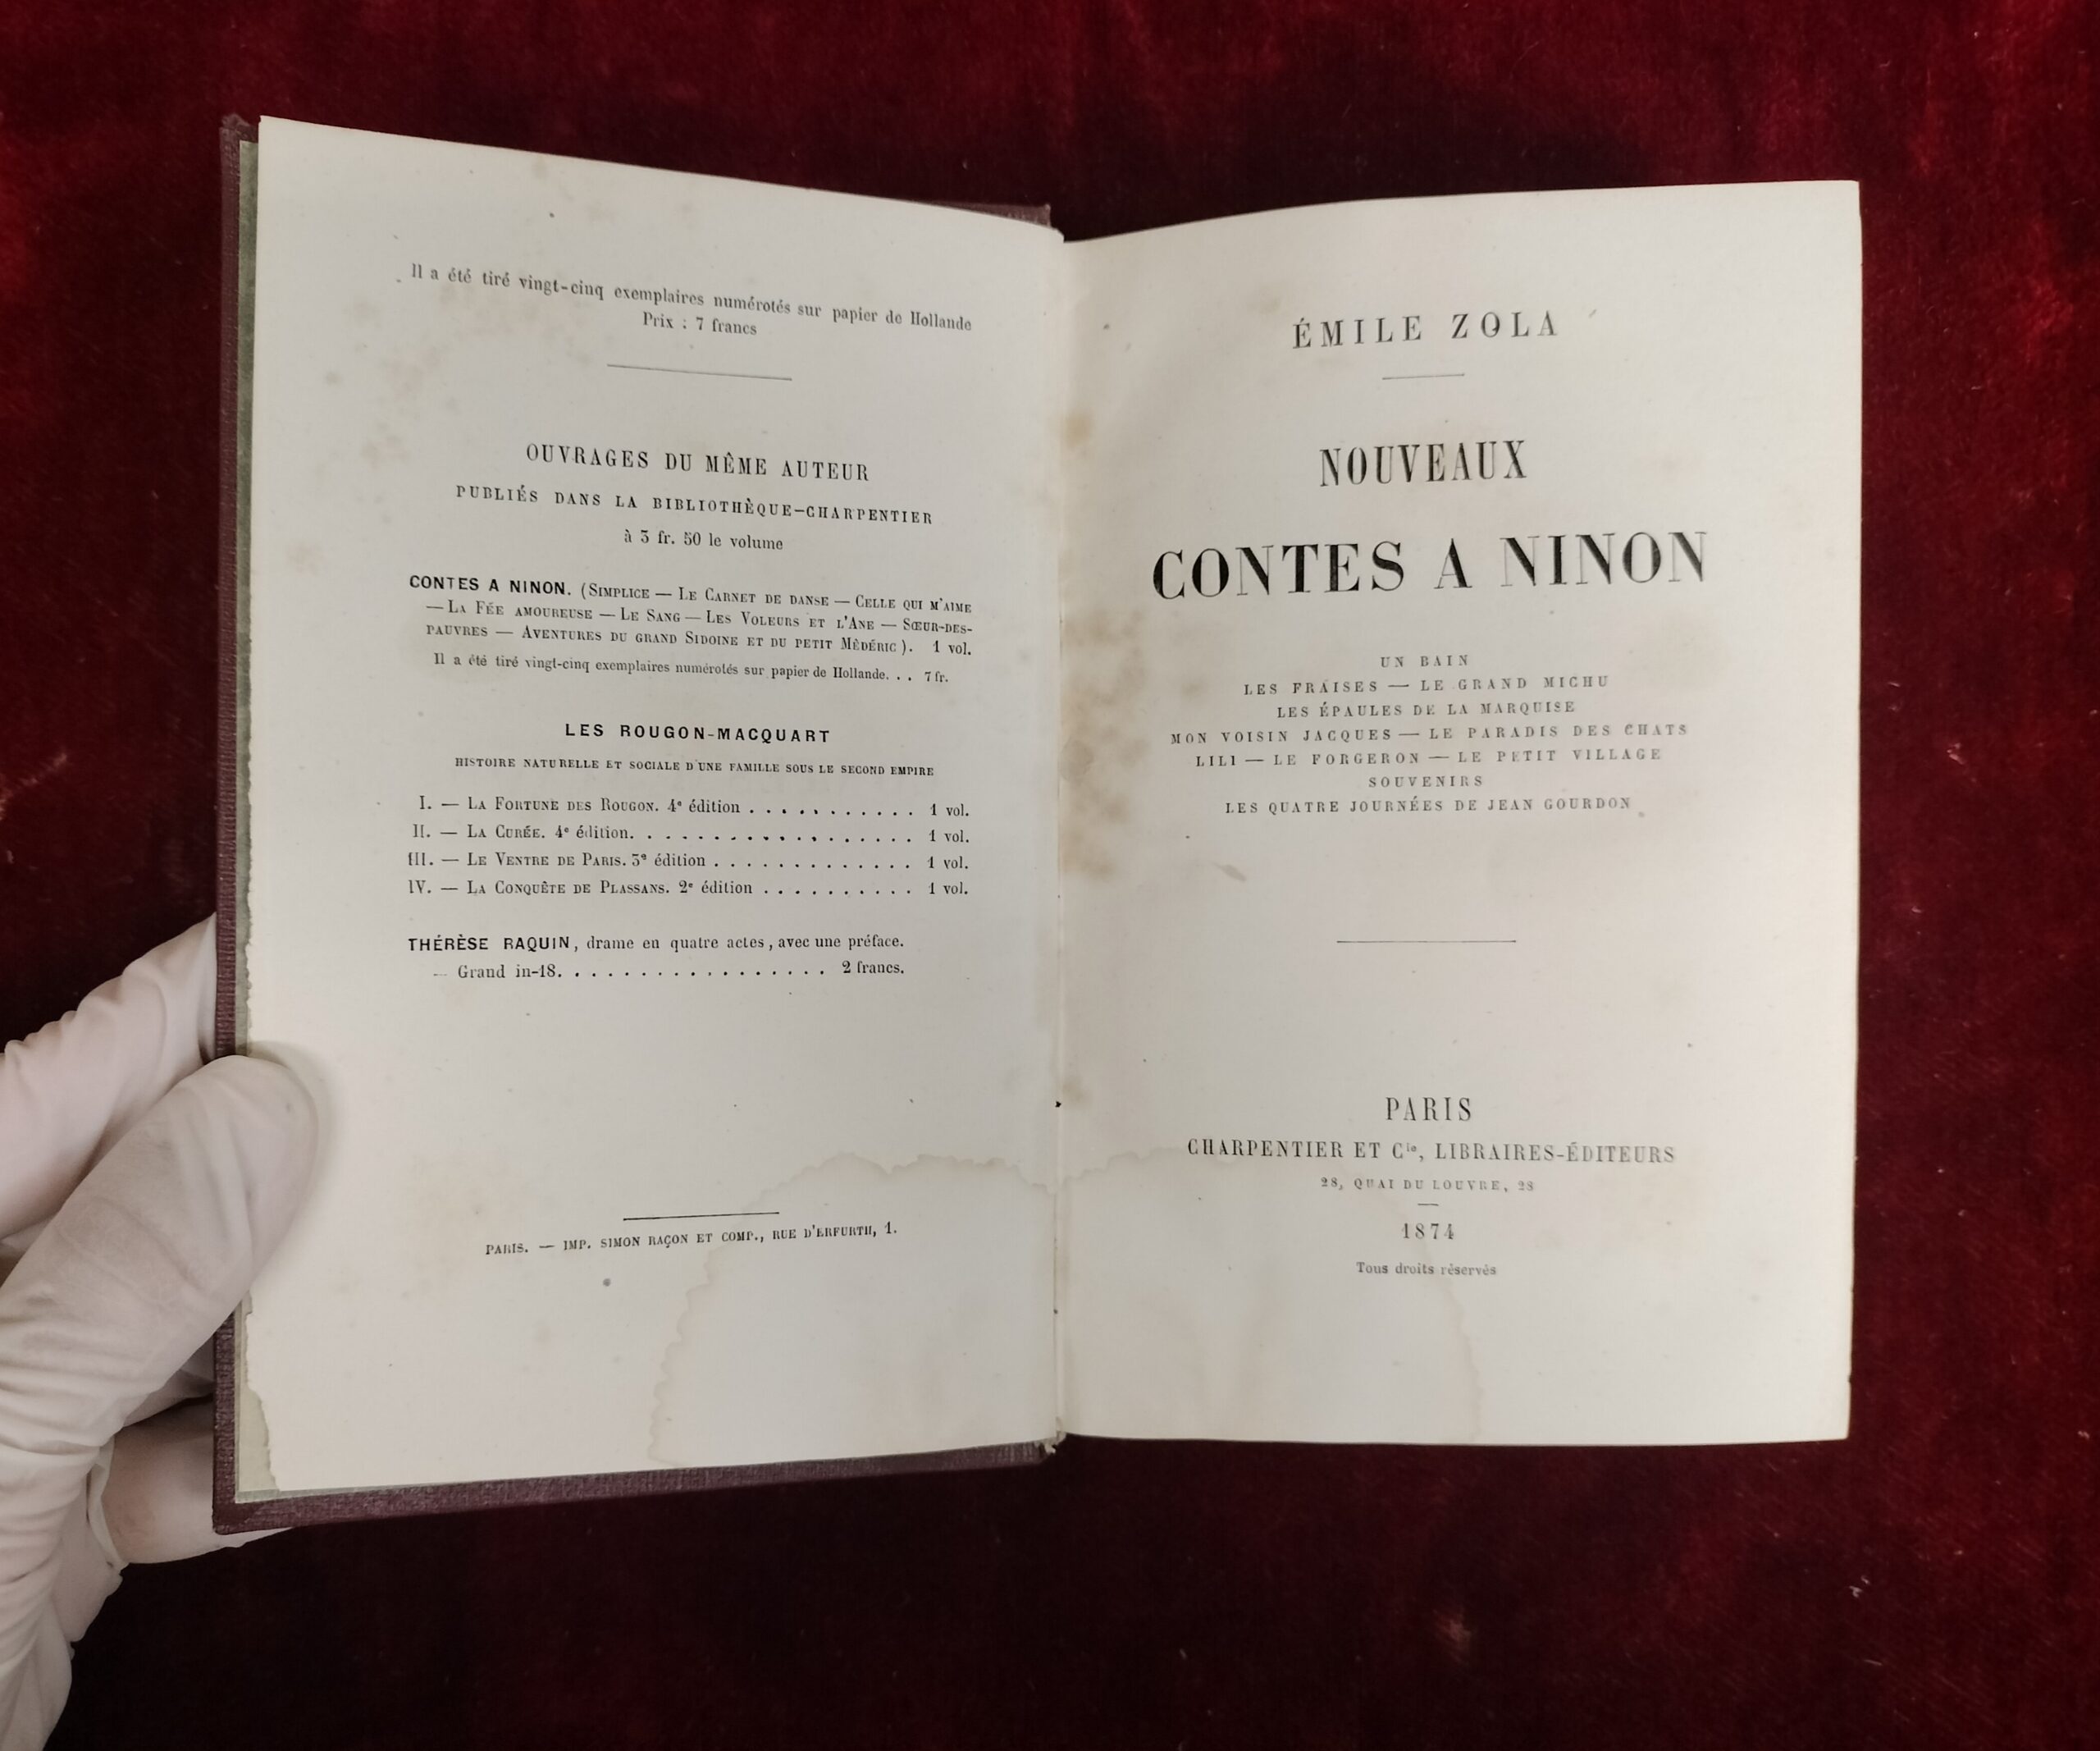 Il a été tiré vingt-cinq exemplaires numérotés sur papier de Hollande
Prix : 7 francs
OUVRAGES DU MÊME AUTEUR
PUBLIÉS DANS LA BIBLIOTHÈQUE-CHARPENTIER
à 3 fr. 50 le volume
CONTES A NINON. (SIMPLICE — LE CARNET DE DANSE — CELLE QUI M'AIME
— LA FÉE AMOUREUSE — LE SANG — LES VOLEURS ET L'ANE — SŒUR-DES-
PAUVRES — AVENTURES DU GRAND SIDOINE ET DU PETIT MÈDÉRIC). 1 vol.
Il a été tiré vingt-cinq exemplaires numérotés sur papier de Hollande. . . 7 fr.
LES ROUGON-MACQUART
HISTOIRE NATURELLE ET SOCIALE D'UNE FAMILLE SOUS LE SECOND EMPIRE
I. — LA FORTUNE DES ROUGON. 4e édition . . . . . . . . . . . 1 vol.
II. — LA CURÉE. 4e édition. . . . . . . . . . . . . . . . . 1 vol.
III. — LE VENTRE DE PARIS. 3e édition . . . . . . . . . . . . . 1 vol.
IV. — LA CONQUÊTE DE PLASSANS. 2e édition . . . . . . . . . . 1 vol.
THÉRÈSE RAQUIN, drame en quatre actes, avec une préface.
— Grand in-18. . . . . . . . . . . . . . . . . 2 francs.
PARIS. — IMP. SIMON RAÇON ET COMP., RUE D'ERFURTH, 1.
ÉMILE ZOLA
NOUVEAUX
CONTES A NINON
UN BAIN
LES FRAISES — LE GRAND MICHU
LES ÉPAULES DE LA MARQUISE
MON VOISIN JACQUES — LE PARADIS DES CHATS
LILI — LE FORGERON — LE PETIT VILLAGE
SOUVENIRS
LES QUATRE JOURNÉES DE JEAN GOURDON
PARIS
CHARPENTIER ET Cie, LIBRAIRES-ÉDITEURS
28, QUAI DU LOUVRE, 28
1874
Tous droits réservés